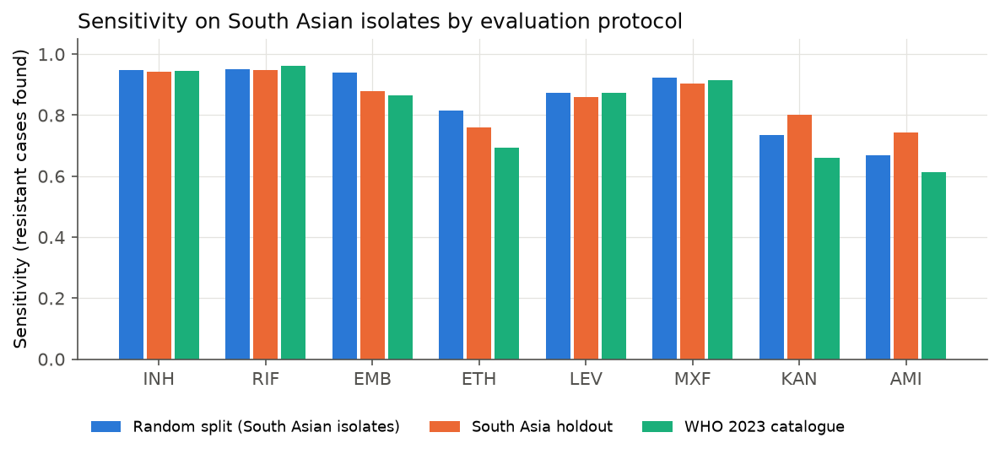 Sensitivity on South Asian isolates by evaluation protocol
Sensitivity (resistant cases found)
1.0
0.8
0.6
0.4
0.2
0.0
INH RIF EMB ETH LEV MXF KAN AMI
Random split (South Asian isolates) South Asia holdout WHO 2023 catalogue